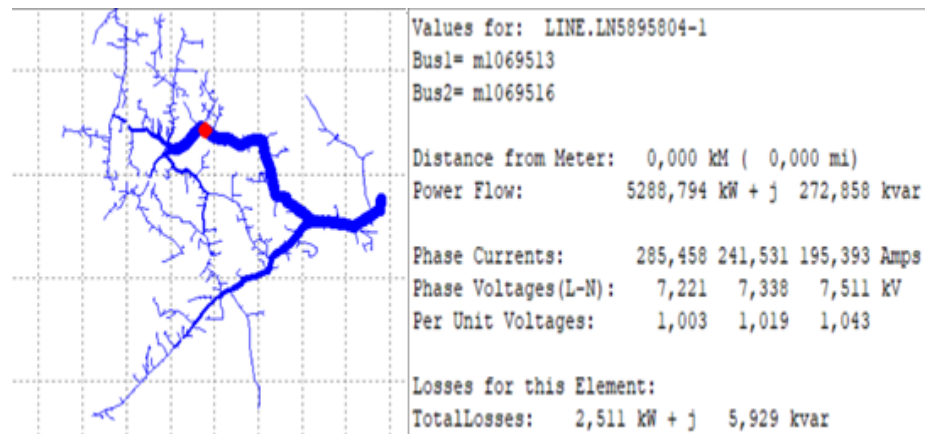 Values for: LINE.LN5895804-1
Bus1= m1069513
Bus2= m1069516
Distance from Meter: 0,000 kM ( 0,000 mi)
Power Flow: 5288,794 kW + j 272,858 kvar
Phase Currents: 285,458 241,531 195,393 Amps
Phase Voltages(L-N): 7,221 7,338 7,511 kV
Per Unit Voltages: 1,003 1,019 1,043
Losses for this Element:
TotalLosses: 2,511 kW + j 5,929 kvar